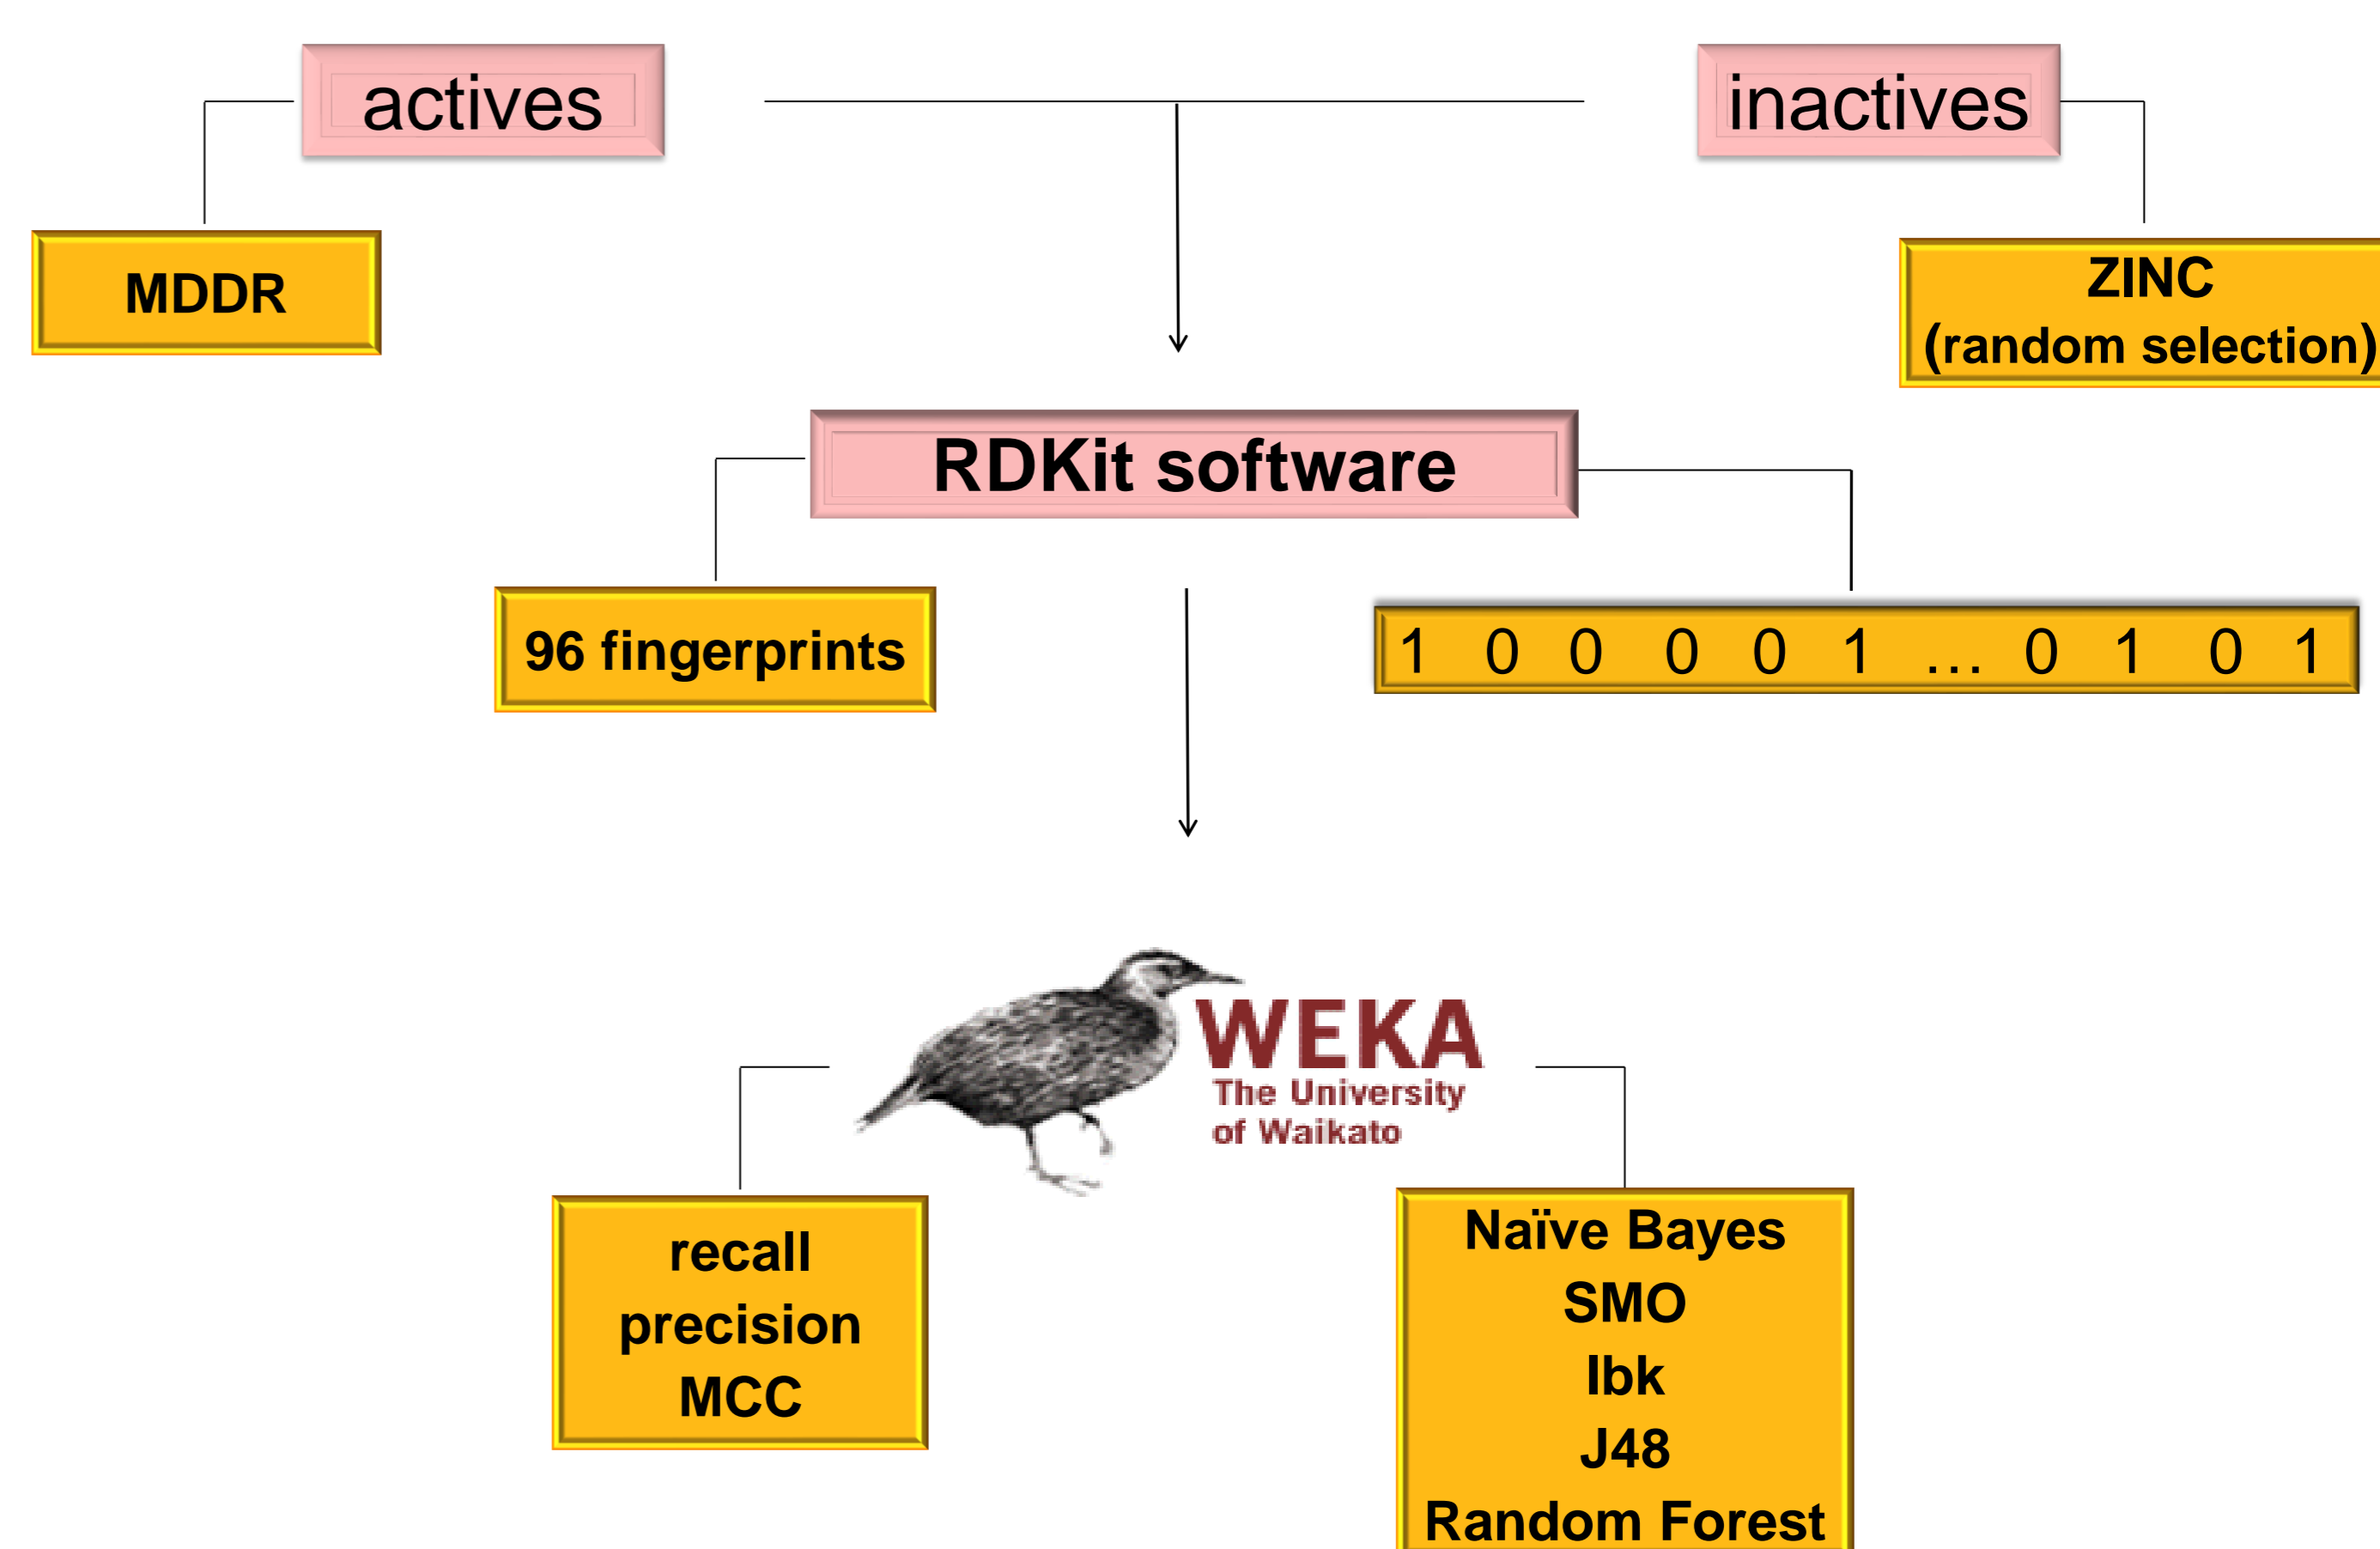 actives
inactives
MDDR
ZINC
(random selection)
RDKit software
96 fingerprints
1 0 0 0 0 1 ... 0 1 0 1
WEKA
The University
of Waikato
recall
precision
MCC
Naïve Bayes
SMO
Ibk
J48
Random Forest